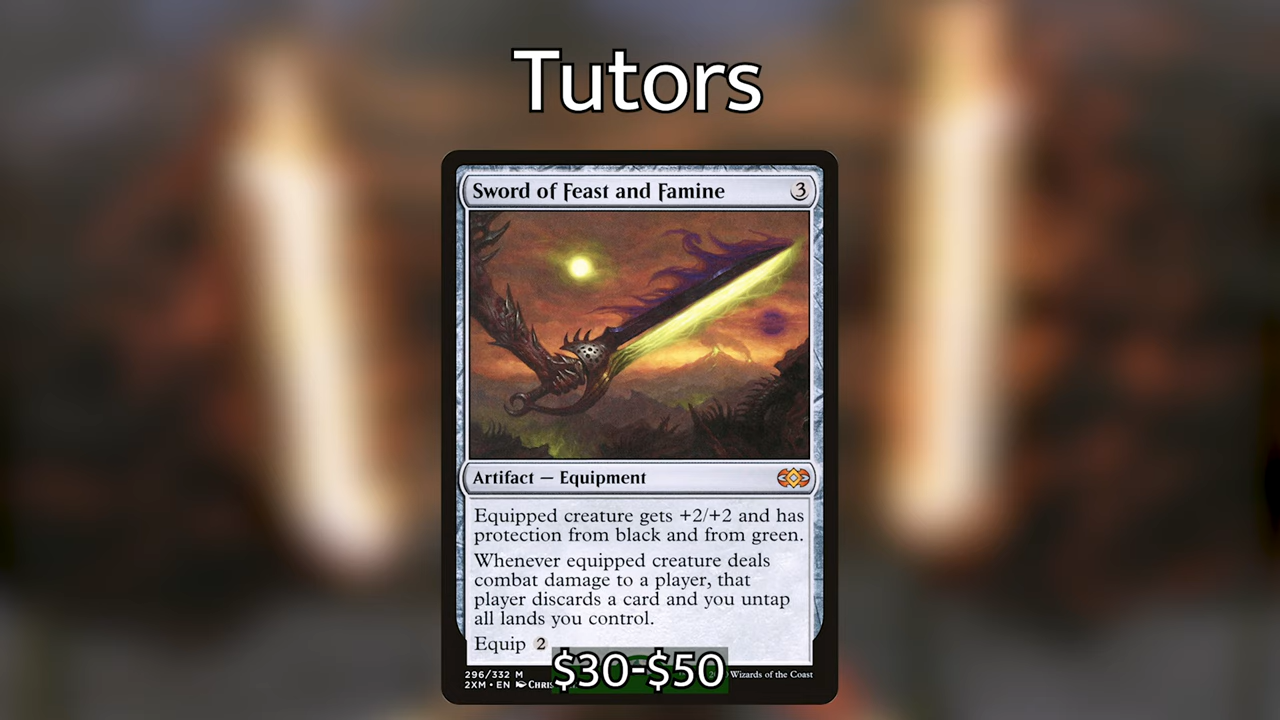 Tutors
Sword of Feast and Famine 3
Artifact — Equipment
Equipped creature gets +2/+2 and has
protection from black and from green.
Whenever equipped creature deals
combat damage to a player, that
player discards a card and you untap
all lands you control.
Equip 2
$30-$50
296/332 M
2XM • EN Chris Wizards of the Coast